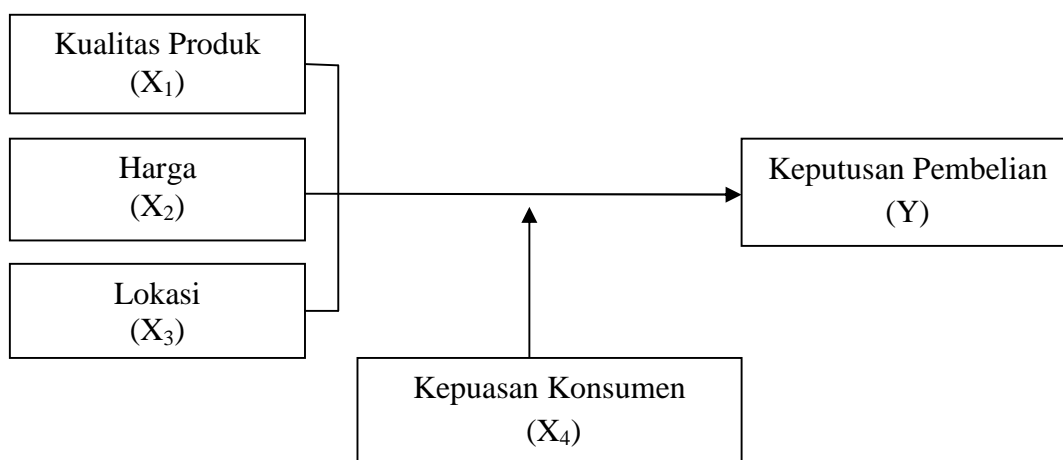 Kualitas Produk
(X₁)
Harga
(X₂)
Keputusan Pembelian
(Y)
Lokasi
(X₃)
Kepuasan Konsumen
(X₄)